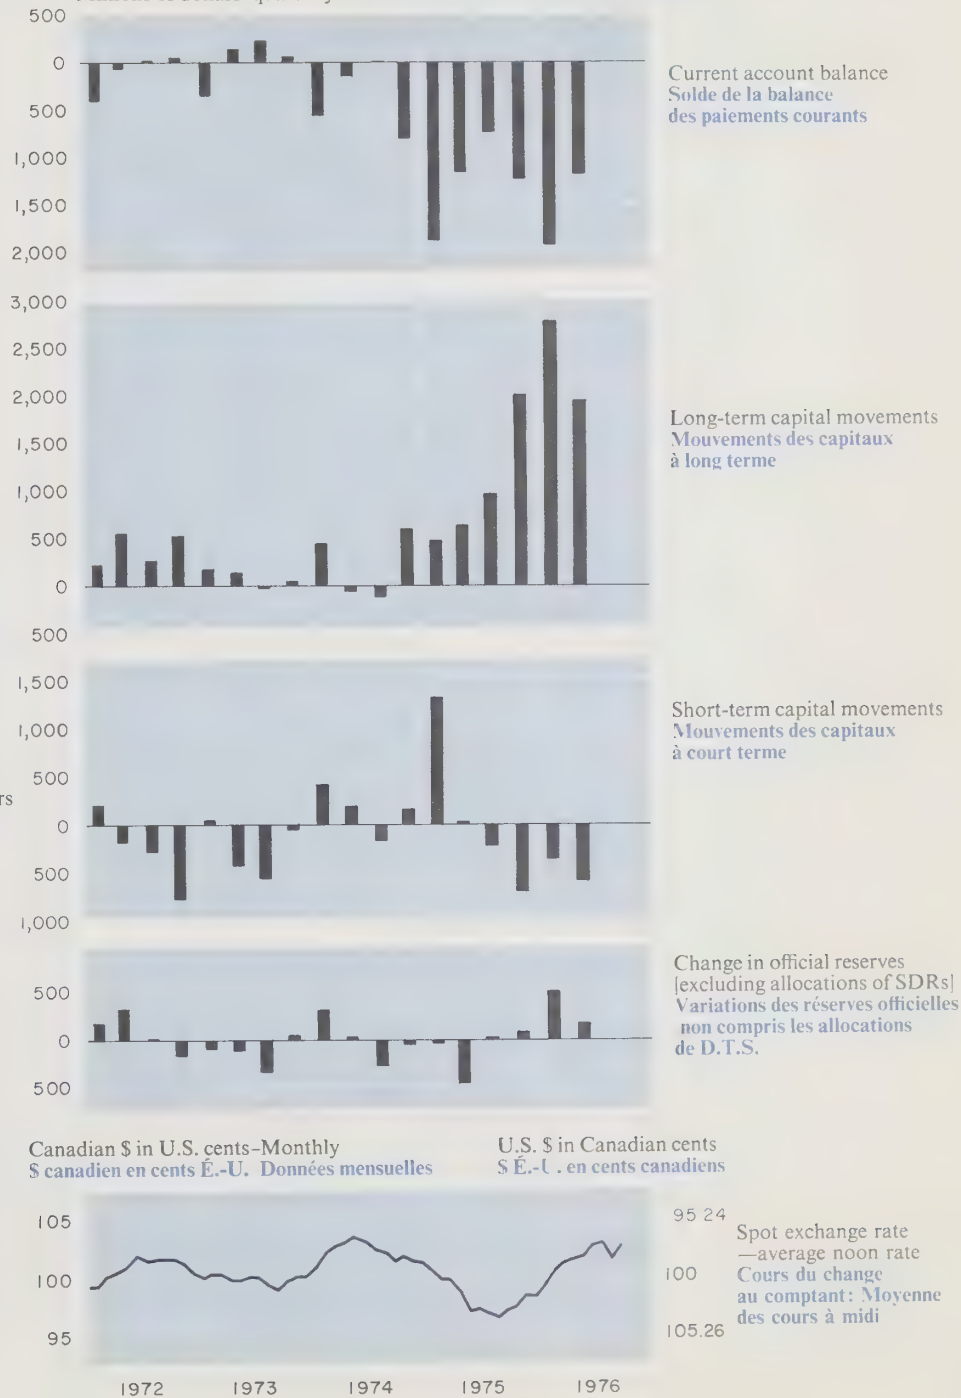 500
0
500
1,000
1,500
2,000
Current account balance
Solde de la balance
des paiements courants
3,000
2,500
2,000
1,500
1,000
500
0
500
Long-term capital movements
Mouvements des capitaux
à long terme
1,500
1,000
500
0
500
1,000
Short-term capital movements
Mouvements des capitaux
à court terme
500
0
500
Change in official reserves
[excluding allocations of SDRs]
Variations des réserves officielles
non compris les allocations
de D.T.S.
Canadian $ in U.S. cents–Monthly
$ canadien en cents É.-U. Données mensuelles
U.S. $ in Canadian cents
$ É.-U. en cents canadiens
105
100
95
95 24
100
105.26
Spot exchange rate
—average noon rate
Cours du change
au comptant: Moyenne
des cours à midi
1972 1973 1974 1975 1976